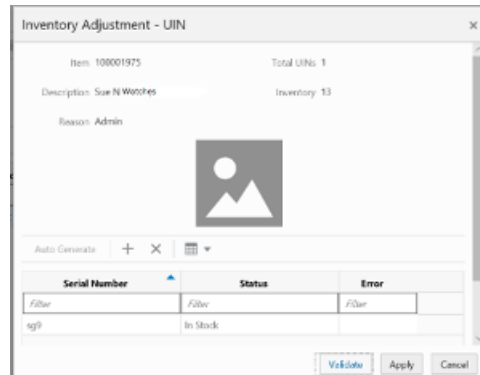 Inventory Adjustment - UIN
Item 100001975 Total UINs 1
Description Sue N Watches Inventory 13
Reason Admin
Auto Generate
Serial Number Status Error
Filter Filter Filter
sg9 In Stock
Validate Apply Cancel